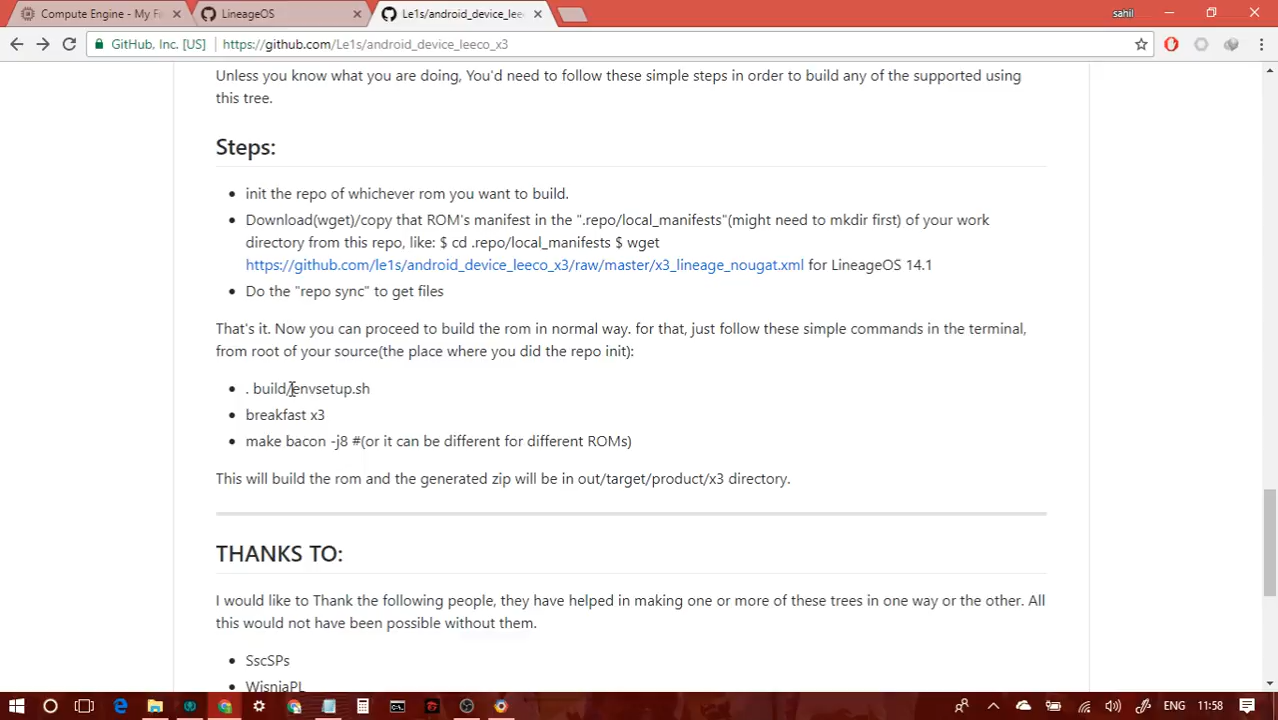 Compute Engine - My Fi
LineageOS
Le1s/android_device_lee
sahil
GitHub, Inc. [US]
https://github.com/Le1s/android_device_leeco_x3
Unless you know what you are doing, You'd need to follow these simple steps in order to build any of the supported using
this tree.
Steps:
init the repo of whichever rom you want to build.
Download(wget)/copy that ROM's manifest in the ".repo/local_manifests"(might need to mkdir first) of your work
directory from this repo, like: $ cd .repo/local_manifests $ wget
https://github.com/le1s/android_device_leeco_x3/raw/master/x3_lineage_nougat.xml for LineageOS 14.1
Do the "repo sync" to get files
That's it. Now you can proceed to build the rom in normal way. for that, just follow these simple commands in the terminal,
from root of your source(the place where you did the repo init):
. build/envsetup.sh
breakfast x3
make bacon -j8 #(or it can be different for different ROMs)
This will build the rom and the generated zip will be in out/target/product/x3 directory.
THANKS TO:
I would like to Thank the following people, they have helped in making one or more of these trees in one way or the other. All
this would not have been possible without them.
SscSPs
WisniaPL
ENG
11:58